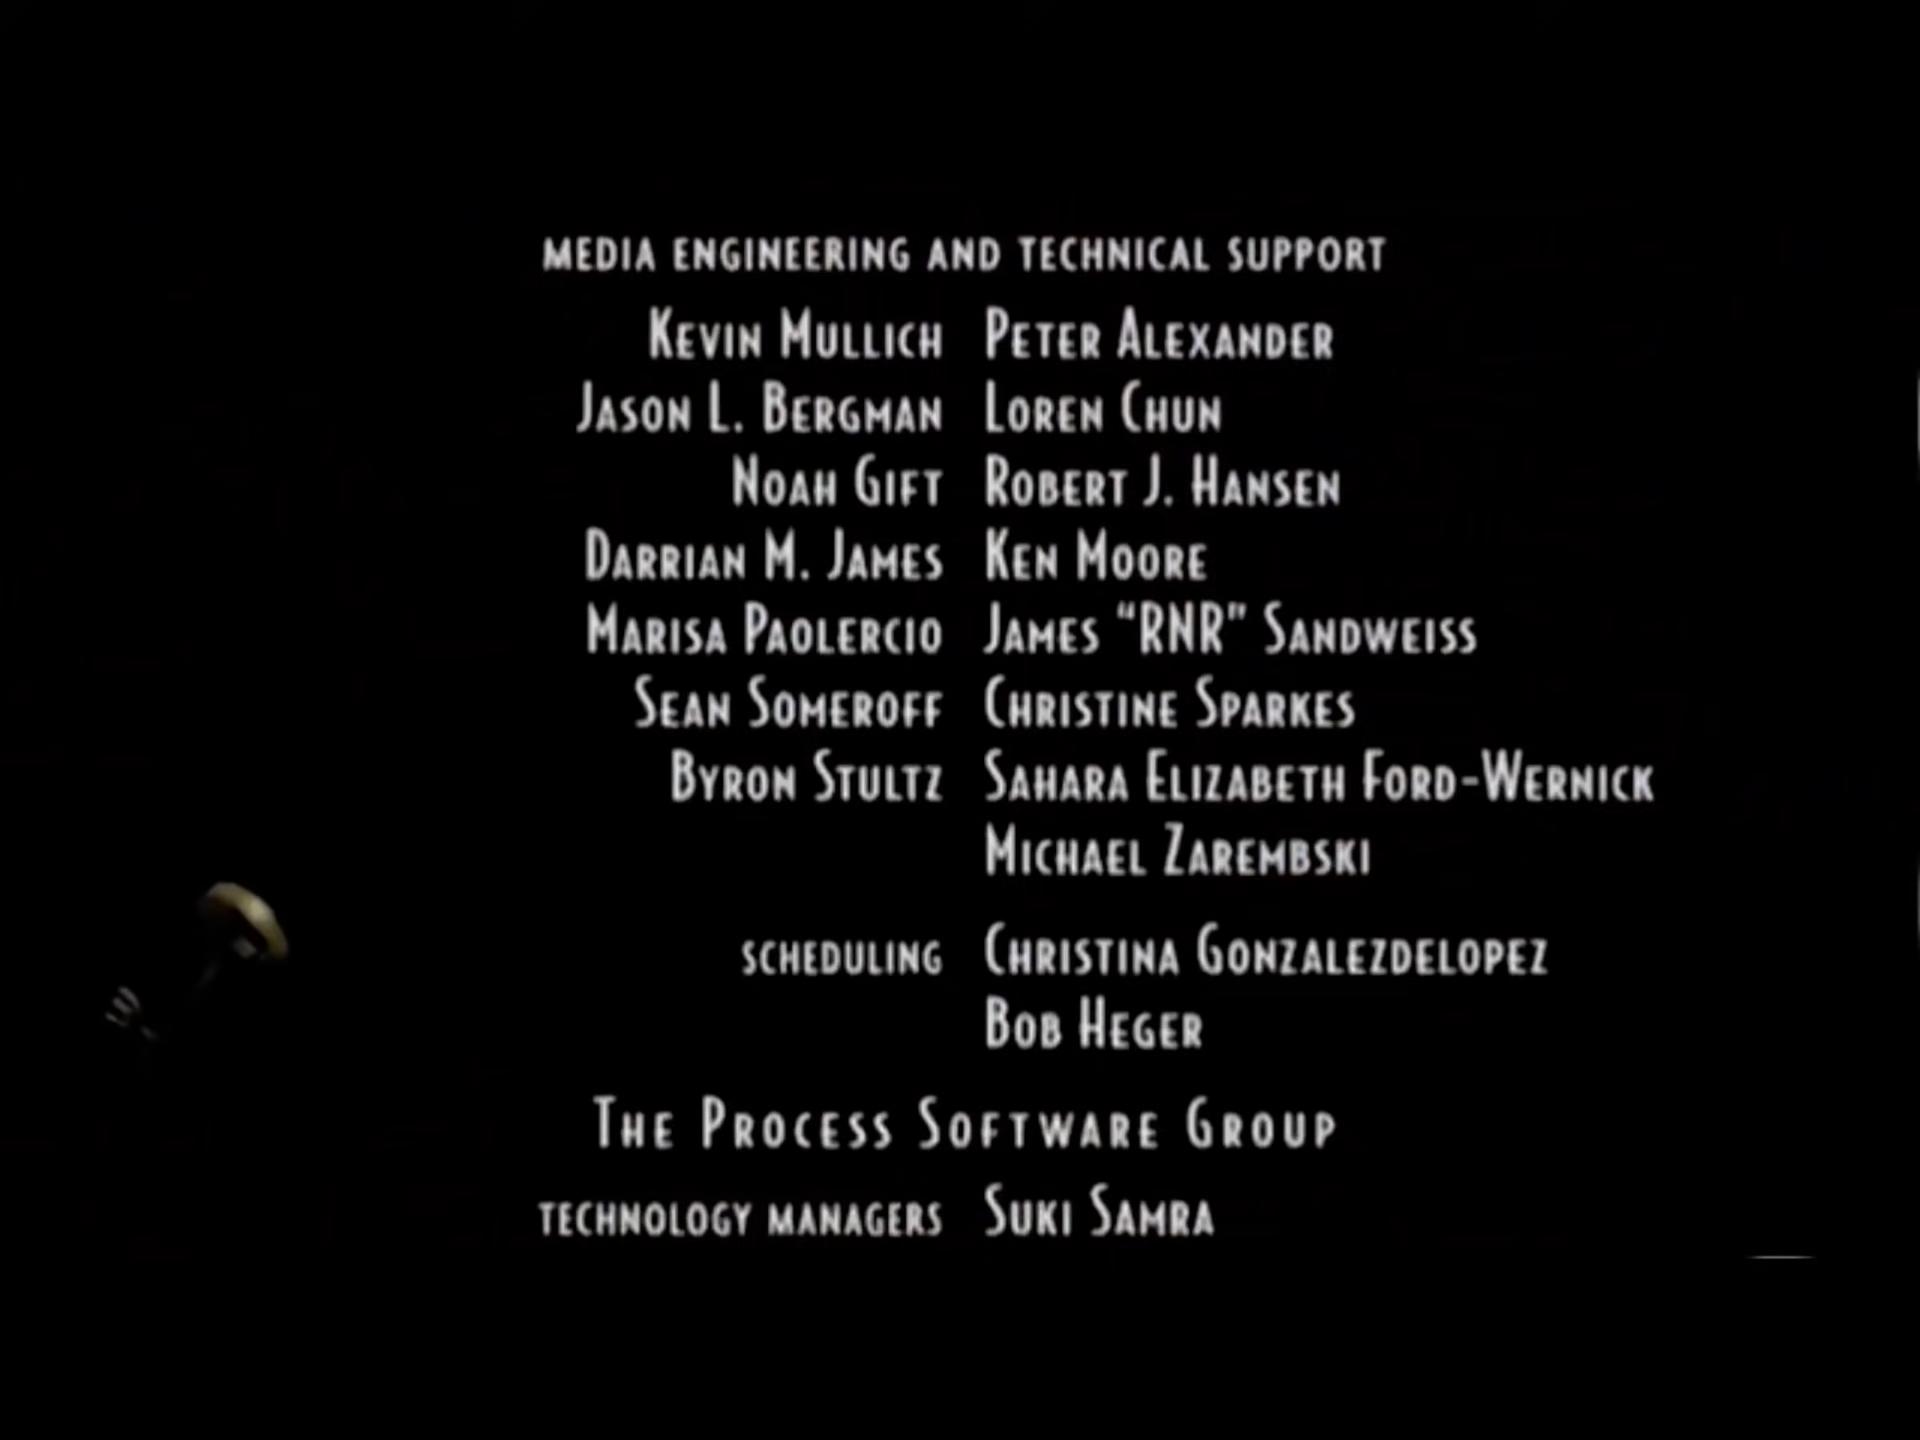 MEDIA ENGINEERING AND TECHNICAL SUPPORT
KEVIN MULLICH PETER ALEXANDER
JASON L. BERGMAN LOREN CHUN
NOAH GIFT ROBERT J. HANSEN
DARRIAN M. JAMES KEN MOORE
MARISA PAOLERCIO JAMES “RNR” SANDWEISS
SEAN SOMEROFF CHRISTINE SPARKES
BYRON STULTZ SAHARA ELIZABETH FORD-WERNICK
MICHAEL ZAREMBSKI
SCHEDULING CHRISTINA GONZALEZDELOPEZ
BOB HEGER
THE PROCESS SOFTWARE GROUP
TECHNOLOGY MANAGERS SUKI SAMRA